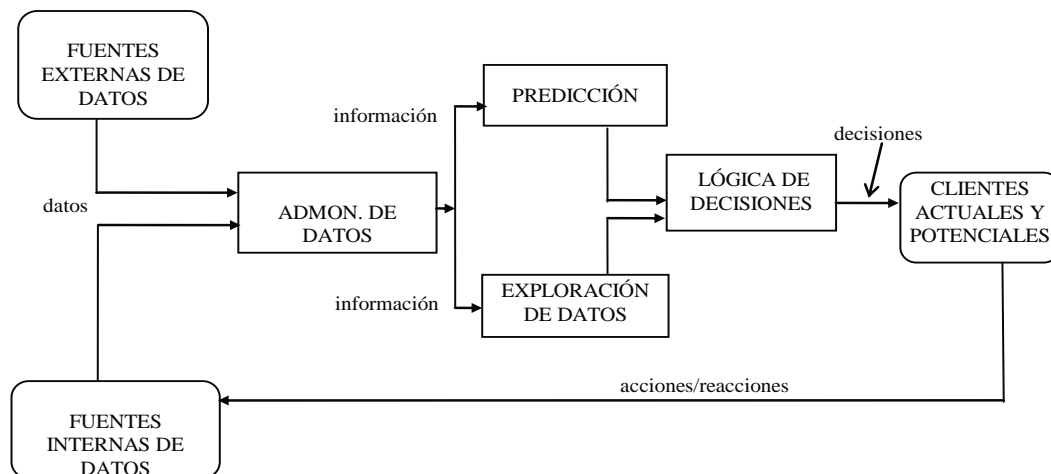 FUENTES
EXTERNAS DE
DATOS
PREDICCIÓN
información
decisiones
LÓGICA DE
DECISIONES
CLIENTES
ACTUALES Y
POTENCIALES
datos
ADMON. DE
DATOS
información
EXPLORACIÓN
DE DATOS
acciones/reacciones
FUENTES
INTERNAS DE
DATOS